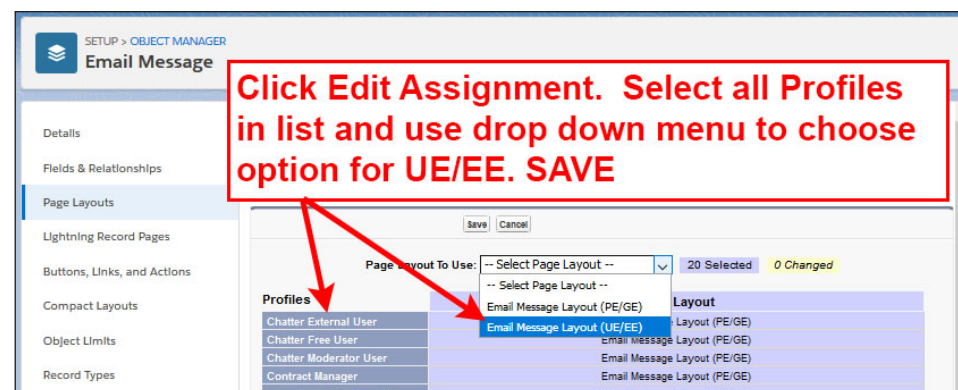 SETUP > OBJECT MANAGER
Email Message
Click Edit Assignment. Select all Profiles
in list and use drop down menu to choose
option for UE/EE. SAVE
Details
Fields & Relationships
Page Layouts
Lightning Record Pages
Buttons, Links, and Actions
Compact Layouts
Object Limits
Record Types
Save Cancel
Page Layout To Use: -- Select Page Layout -- 20 Selected 0 Changed
-- Select Page Layout --
Email Message Layout (PE/GE)
Email Message Layout (UE/EE)
Profiles Layout
Chatter External User Layout (PE/GE)
Chatter Free User Email Message Layout (PE/GE)
Chatter Moderator User Email Message Layout (PE/GE)
Contract Manager Email Message Layout (PE/GE)